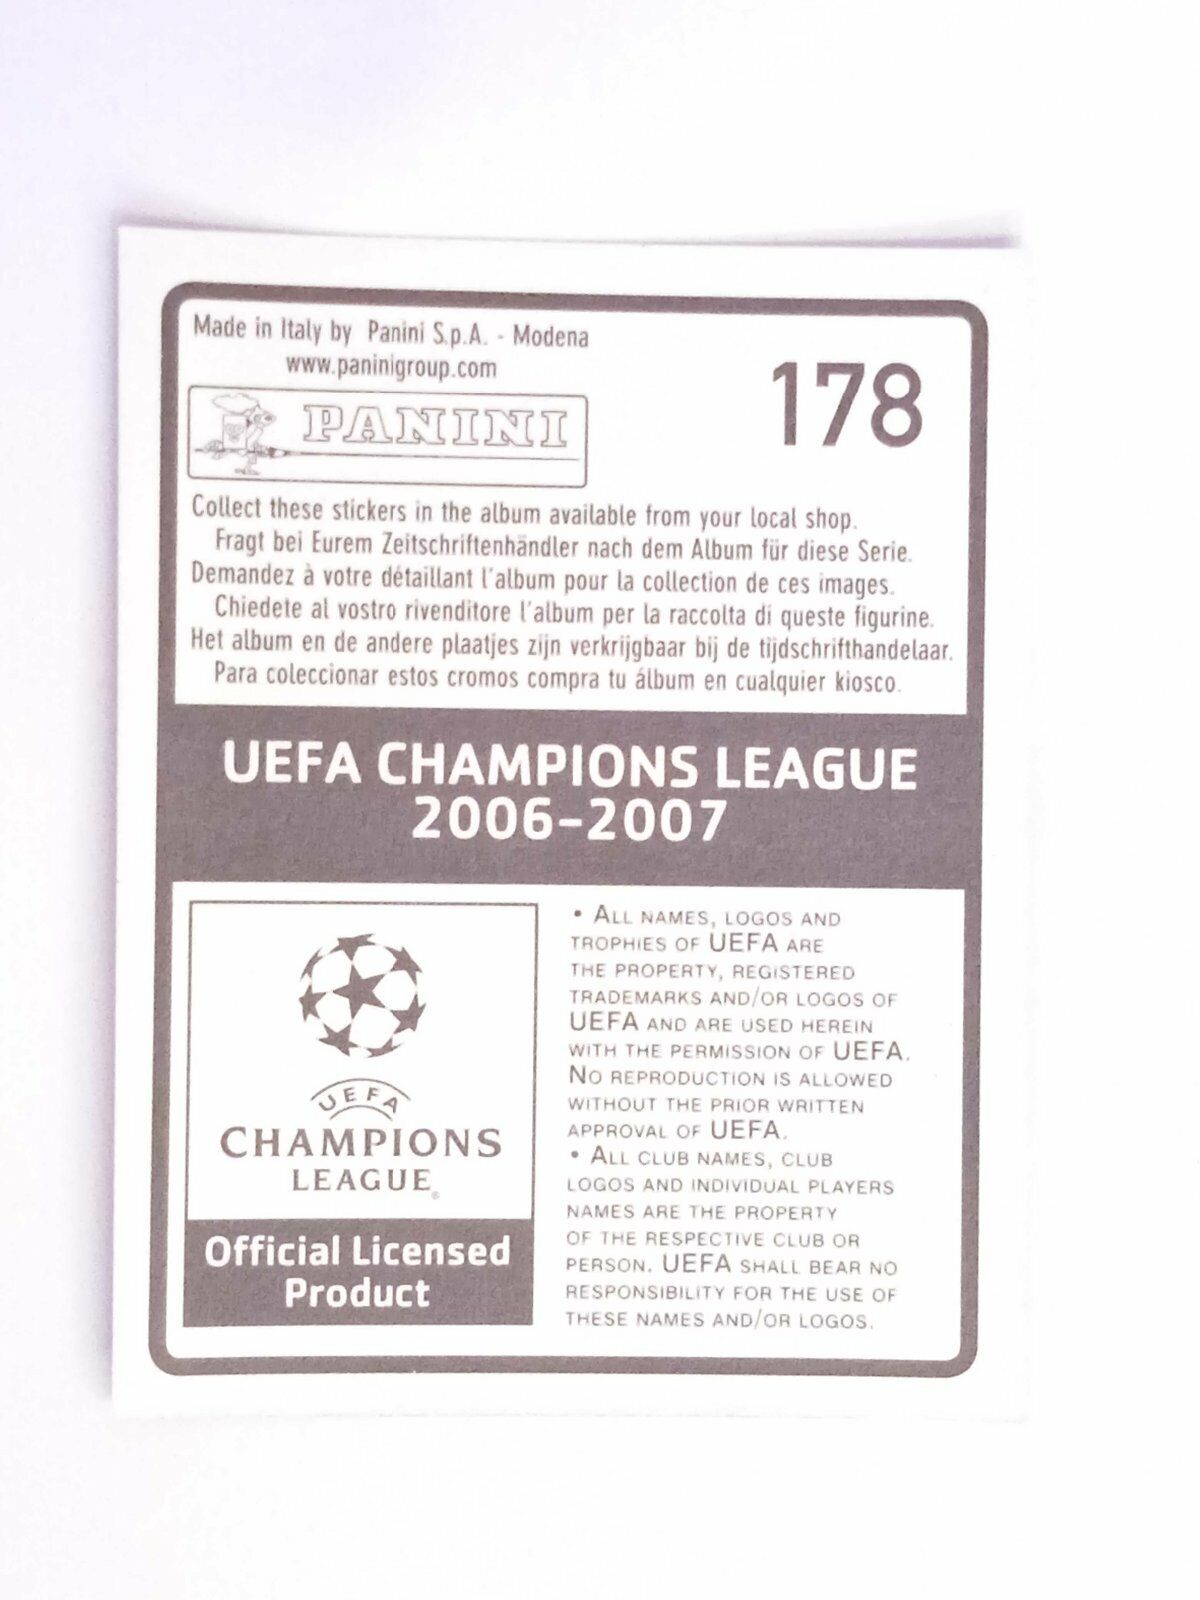 Made in Italy by Panini S.p.A. - Modena
www.paninigroup.com
178
PANINI
Collect these stickers in the album available from your local shop.
Fragt bei Eurem Zeitschriftenhändler nach dem Album für diese Serie.
Demandez à votre détaillant l'album pour la collection de ces images.
Chiedete al vostro rivenditore l'album per la raccolta di queste figurine.
Het album en de andere plaatjes zijn verkrijgbaar bij de tijdschrifthandelaar.
Para coleccionar estos cromos compra tu álbum en cualquier kiosco.
UEFA CHAMPIONS LEAGUE
2006-2007
UEFA
CHAMPIONS
LEAGUE®
Official Licensed
Product
• ALL NAMES, LOGOS AND
TROPHIES OF UEFA ARE
THE PROPERTY, REGISTERED
TRADEMARKS AND/OR LOGOS OF
UEFA AND ARE USED HEREIN
WITH THE PERMISSION OF UEFA.
NO REPRODUCTION IS ALLOWED
WITHOUT THE PRIOR WRITTEN
APPROVAL OF UEFA.
• ALL CLUB NAMES, CLUB
LOGOS AND INDIVIDUAL PLAYERS
NAMES ARE THE PROPERTY
OF THE RESPECTIVE CLUB OR
PERSON. UEFA SHALL BEAR NO
RESPONSIBILITY FOR THE USE OF
THESE NAMES AND/OR LOGOS.